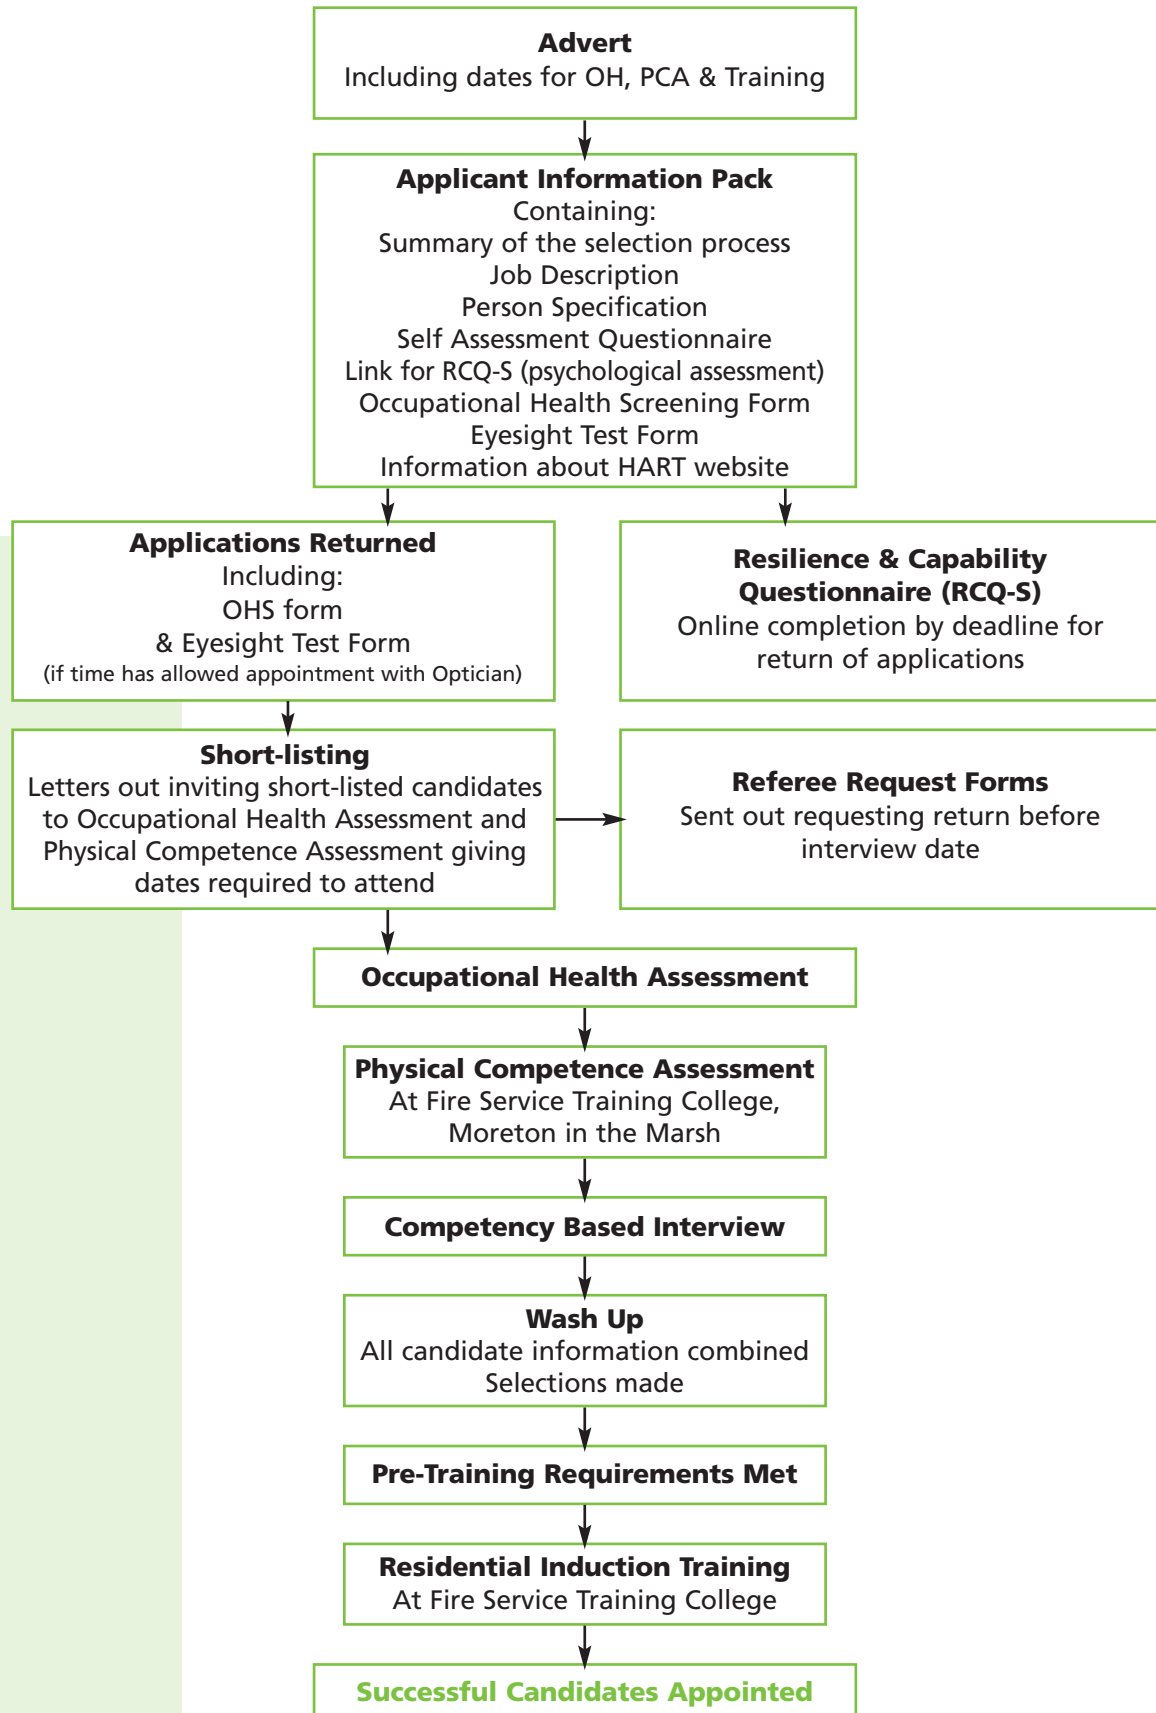 Advert
Including dates for OH, PCA & Training
Applicant Information Pack
Containing:
Summary of the selection process
Job Description
Person Specification
Self Assessment Questionnaire
Link for RCQ-S (psychological assessment)
Occupational Health Screening Form
Eyesight Test Form
Information about HART website
Applications Returned
Including:
OHS form
& Eyesight Test Form
(if time has allowed appointment with Optician)
Resilience & Capability
Questionnaire (RCQ-S)
Online completion by deadline for
return of applications
Short-listing
Letters out inviting short-listed candidates
to Occupational Health Assessment and
Physical Competence Assessment giving
dates required to attend
Referee Request Forms
Sent out requesting return before
interview date
Occupational Health Assessment
Physical Competence Assessment
At Fire Service Training College,
Moreton in the Marsh
Competency Based Interview
Wash Up
All candidate information combined
Selections made
Pre-Training Requirements Met
Residential Induction Training
At Fire Service Training College
Successful Candidates Appointed